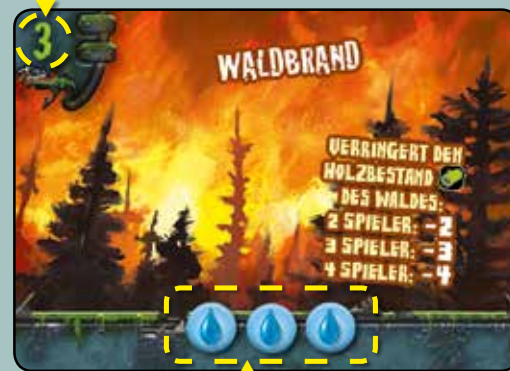 3
WALDBRAND
VERRINGERT DEN
HOLZBESTAND
DES WALDES:
2 SPIELER: -2
3 SPIELER: -3
4 SPIELER: -4